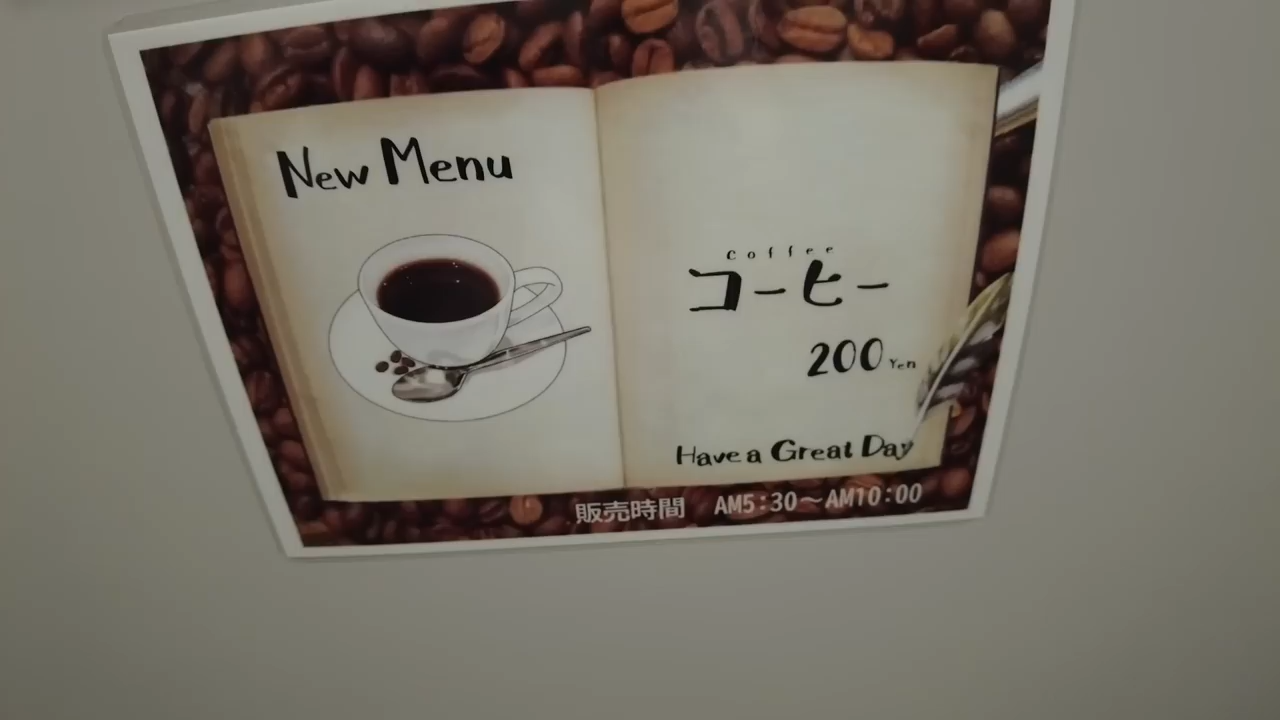 New Menu
Coffee
コーヒー
200 Yen
Have a Great Day
販売時間 AM5:30～AM10:00